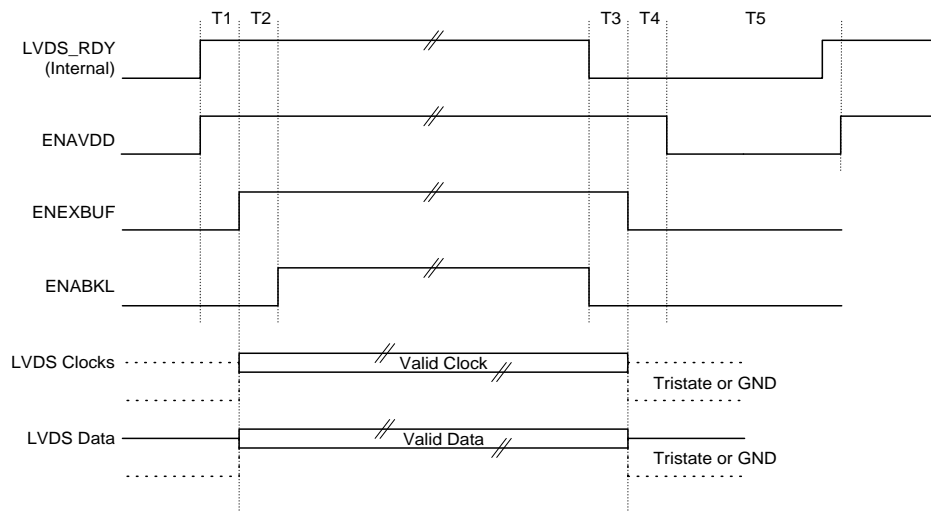 T1 T2 T3 T4 T5
LVDS_RDY
(Internal)
ENAVDD
ENEXBUF
ENABKL
LVDS Clocks
Valid Clock
Tristate or GND
LVDS Data
Valid Data
Tristate or GND